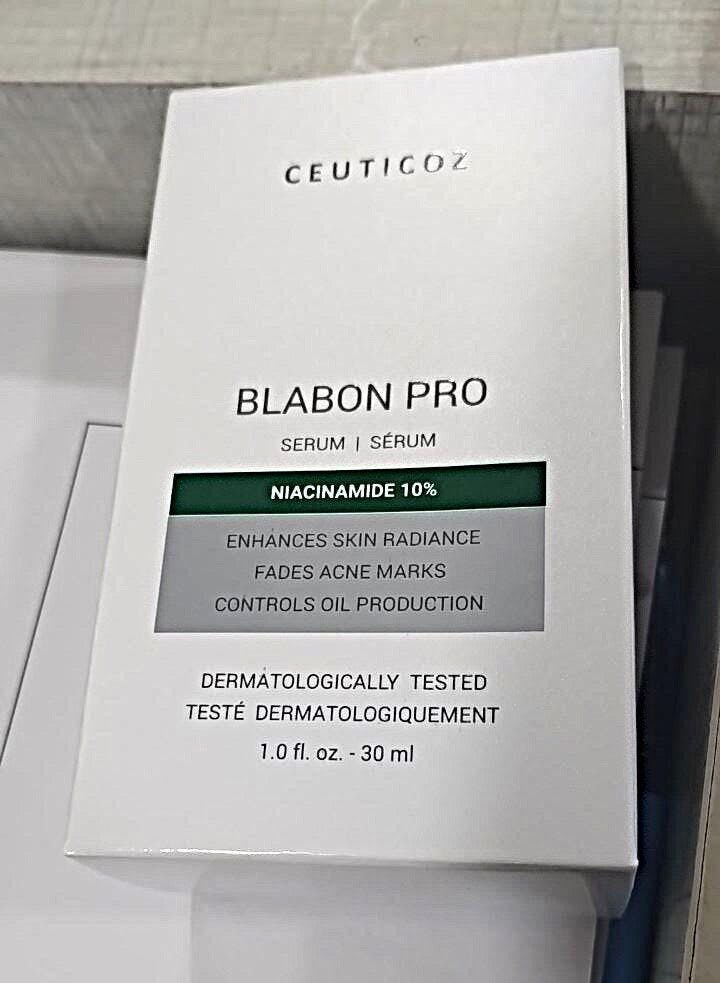 CEUTICOZ
BLABON PRO
SERUM | SÉRUM
NIACINAMIDE 10%
ENHANCES SKIN RADIANCE
FADES ACNE MARKS
CONTROLS OIL PRODUCTION
DERMATOLOGICALLY TESTED
TESTÉ DERMATOLOGIQUEMENT
1.0 fl. oz. - 30 ml